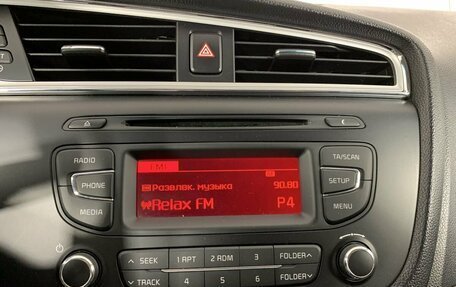 RADIO
PHONE
MEDIA
TA/SCAN
SETUP
MENU
FM1
Развлек. музыка 90.80
Relax FM P4
SEEK
TRACK
1 RPT
2 RDM
3
4
5
6
FOLDER
FOLDER